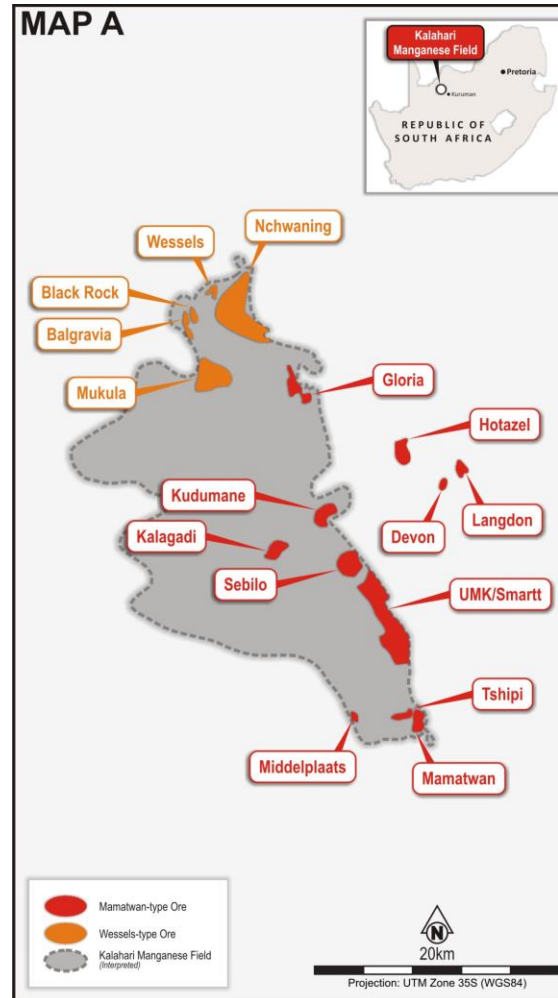 MAP A
Kalahari
Manganese Field
Pretoria
Kuruman
REPUBLIC OF
SOUTH AFRICA
Nchwaning
Wessels
Black Rock
Balgravia
Mukula
Gloria
Hotazel
Kudumane
Devon
Langdon
Kalagadi
Sebilo
UMK/Smartt
Tshipi
Middelplaats
Mamatwan
Mamatwan-type Ore
Wessels-type Ore
Kalahari Manganese Field
(Interpreted)
N
20km
Projection: UTM Zone 35S (WGS84)